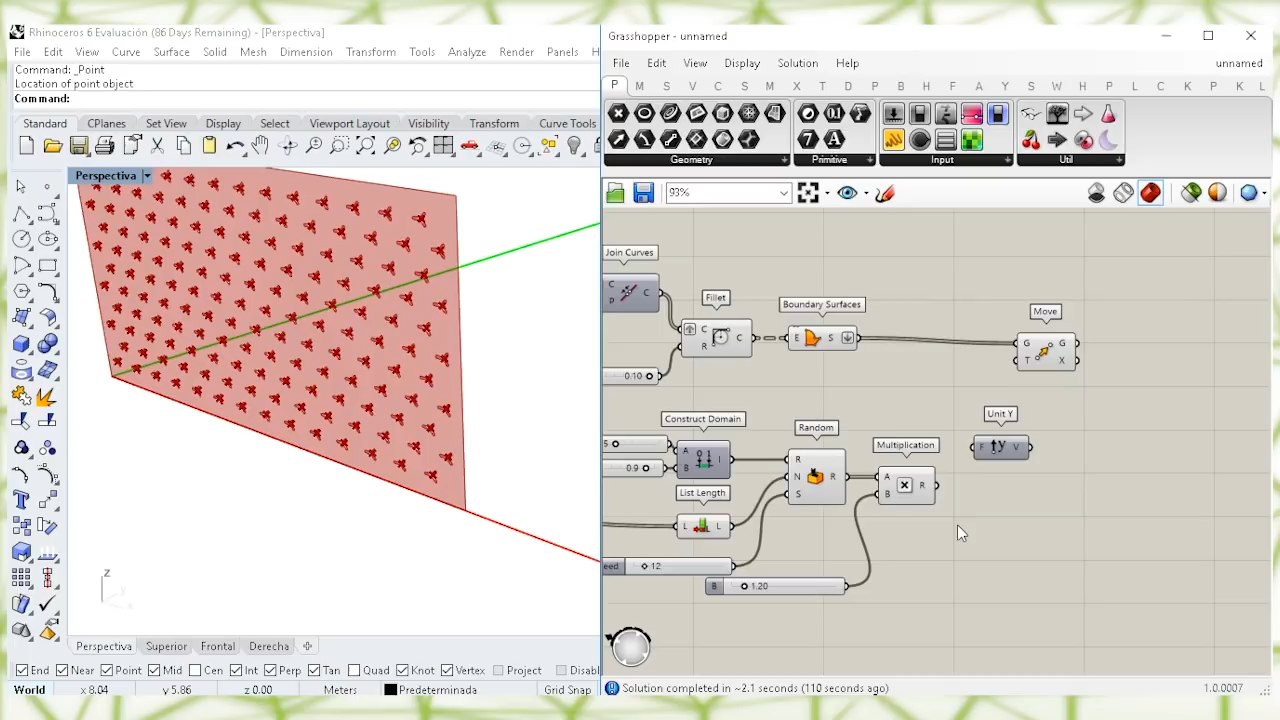 Rhinoceros 6 Evaluación (86 Days Remaining) - [Perspectiva]
File Edit View Curve Surface Solid Mesh Dimension Transform Tools Analyze Render Panels
Command: _Point
Location of point object
Command:
Standard CPlanes Set View Display Viewport Layout Visibility Transform Curve Tools
Perspectiva
z
Perspectiva Superior Frontal Derecha
End Near Point Mid Cen Int Perp Tan Quad Knot Vertex Project
World x 8.04 y 5.86 z 0.00 Meters Predeterminada Grid Snap
Grasshopper - unnamed
File Edit View Display Solution Help unnamed
P M S V C S S M X T D P B H F A Y S W H P L C P K L
Geometry Primitive Input Util
93%
Join Curves
C
P
C
Fillet
C
R
C
0.10
Boundary Surfaces
E S
Move
G G
T X
Construct Domain
A
B
I
0.9
List Length
L L
12
B 1.20
Random
R
N
S
R
Multiplication
A
B
R
Unit Y
F V
Solution completed in ~2.1 seconds (110 seconds ago) 1.0.0007